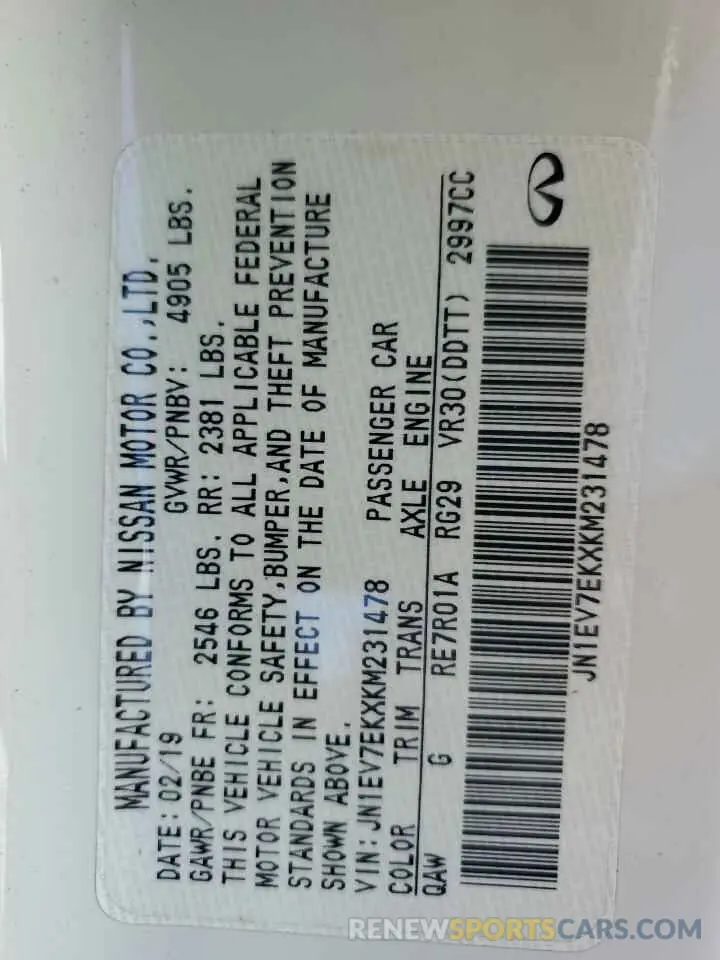 MANUFACTURED BY NISSAN MOTOR CO.,LTD.
DATE: 02/19 GVWR/PNBV: 4905 LBS.
GAWR/PNBE FR: 2546 LBS. RR: 2381 LBS.
THIS VEHICLE CONFORMS TO ALL APPLICABLE FEDERAL
MOTOR VEHICLE SAFETY,BUMPER,AND THEFT PREVENTION
STANDARDS IN EFFECT ON THE DATE OF MANUFACTURE
SHOWN ABOVE.
VIN:JN1EV7EKXKM231478 PASSENGER CAR
COLOR TRIM TRANS AXLE ENGINE
QAW G RE7R01A RG29 VR30(DDTT) 2997CC
JN1EV7EKXKM231478
RENEWSPORTSCARS.COM